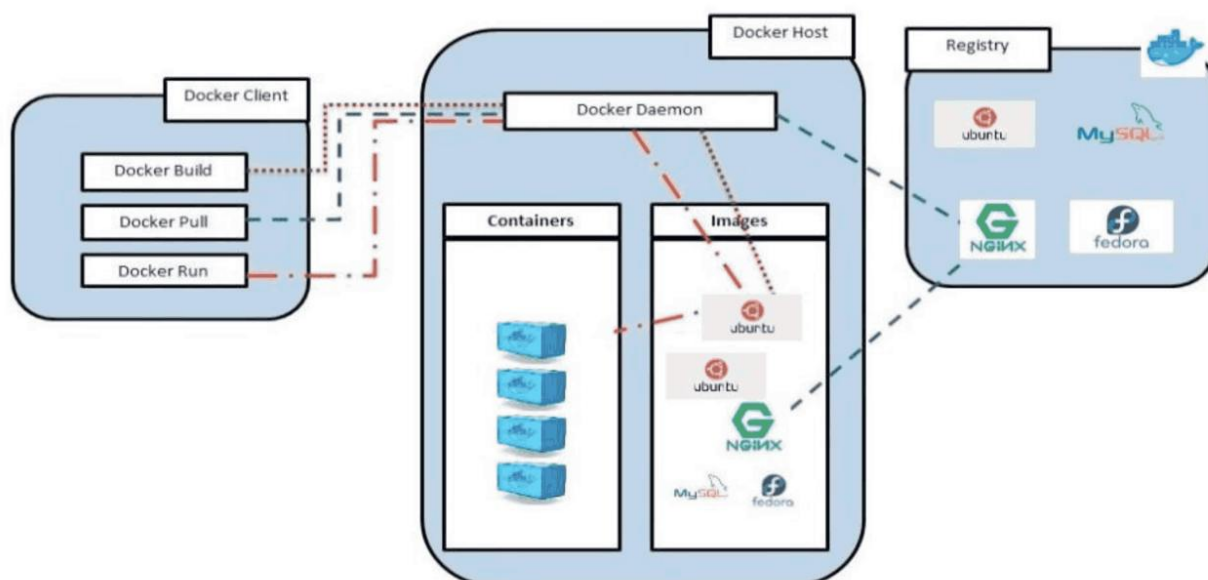 Docker Client
Docker Build
Docker Pull
Docker Run
Docker Host
Docker Daemon
Containers
Images
ubuntu
ubuntu
NGINX
MySQL
fedora
Registry
ubuntu
MySQL
NGINX
fedora